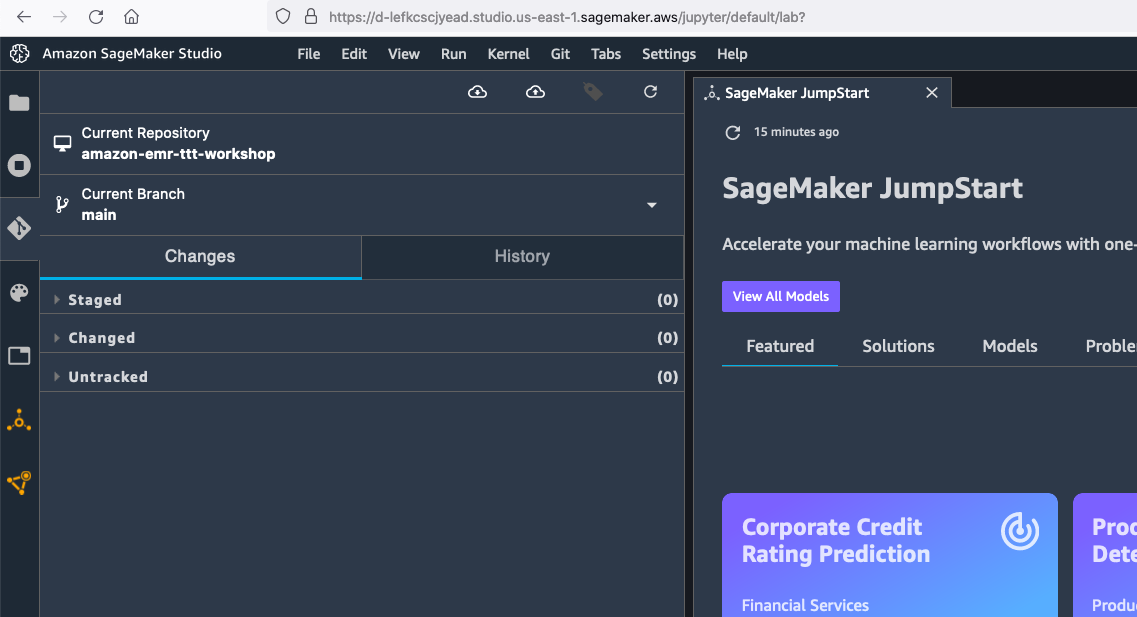 https://d-lefkcscjyead.studio.us-east-1.sagemaker.aws/jupyter/default/lab?
Amazon SageMaker Studio
File Edit View Run Kernel Git Tabs Settings Help
SageMaker JumpStart
Current Repository
amazon-emr-ttt-workshop
Current Branch
main
Changes History
Staged (0)
Changed (0)
Untracked (0)
15 minutes ago
SageMaker JumpStart
Accelerate your machine learning workflows with one-
View All Models
Featured Solutions Models Proble
Corporate Credit
Rating Prediction
Financial Services
Proc
Dete
Produc